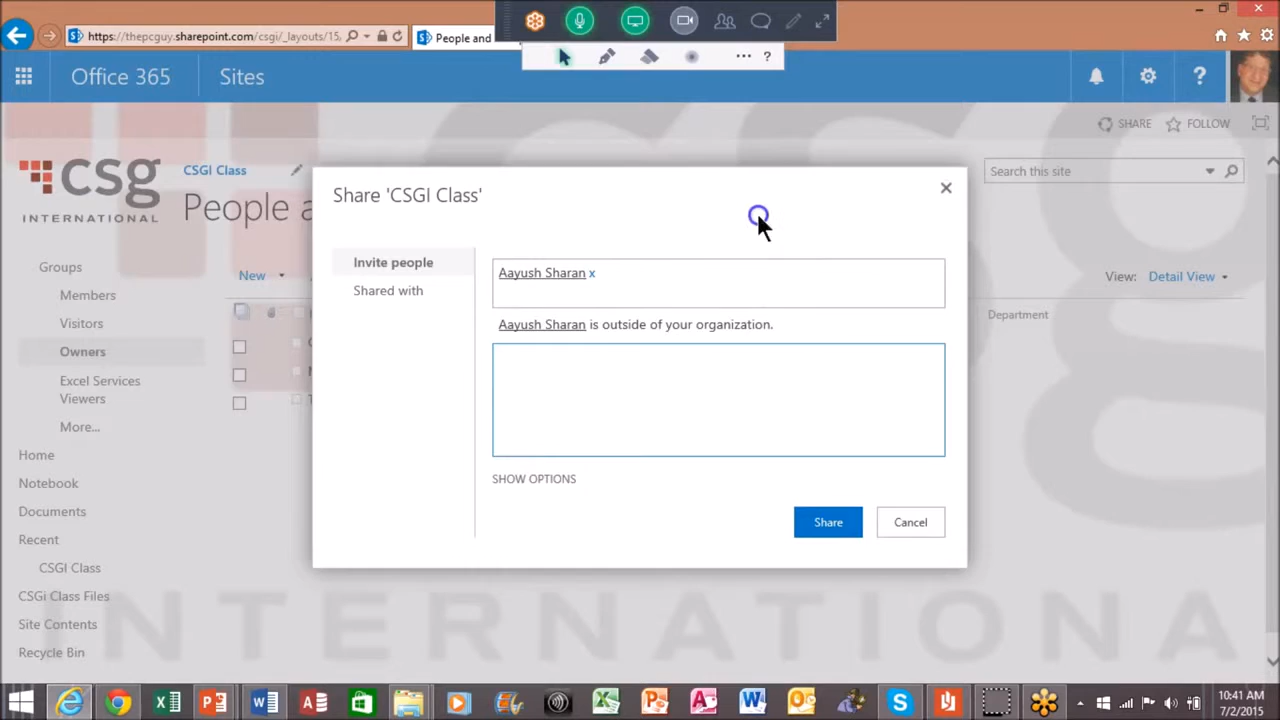 https://thepcguy.sharepoint.com/csgi/_layouts/15,
People and
Office 365
Sites
?
SHARE
FOLLOW
csg
INTERNATIONAL
CSGI Class
People a
Search this site
Share 'CSGI Class'
Invite people
Shared with
Aayush Sharan x
Aayush Sharan is outside of your organization.
SHOW OPTIONS
Share
Cancel
New
View: Detail View
Department
Groups
Members
Visitors
Owners
Excel Services
Viewers
More...
Home
Notebook
Documents
Recent
CSGI Class
CSGi Class Files
Site Contents
Recycle Bin
INTERNATIONA
10:41 AM
7/2/2015